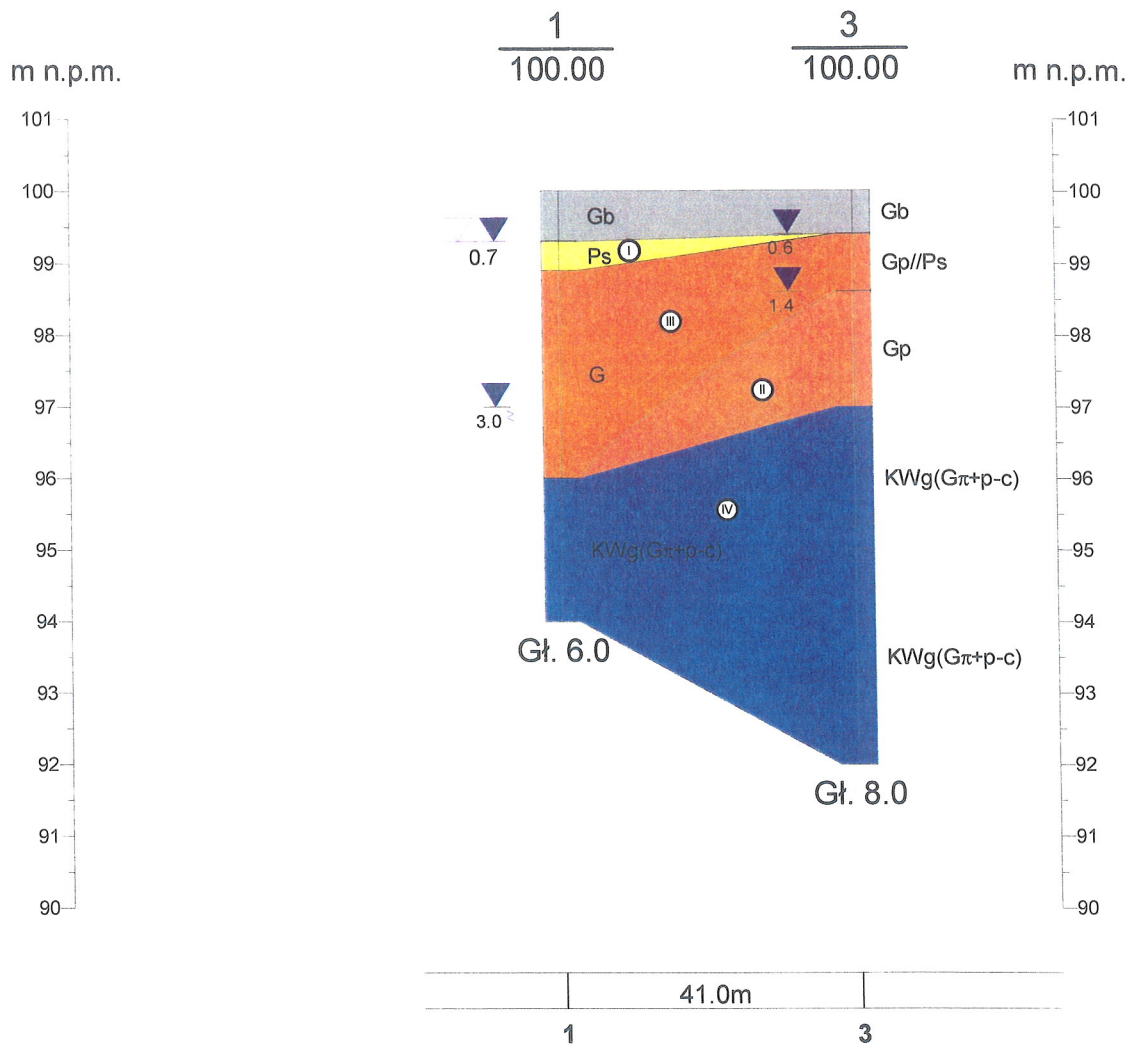 1 3
100.00 100.00
m n.p.m. m n.p.m.
101 101
100 100
Gb Gb
0.7 0.6
Ps I
99 99
Gp//Ps
1.4
III
98 98
Gp
G
II
97 97
3.0
96 96
KWg(Gπ+p-c)
IV
95 95
KWg(Gπ+p-c)
94 94
Gł. 6.0
KWg(Gπ+p-c)
93 93
92 92
Gł. 8.0
91 91
90 90
41.0m
1 3